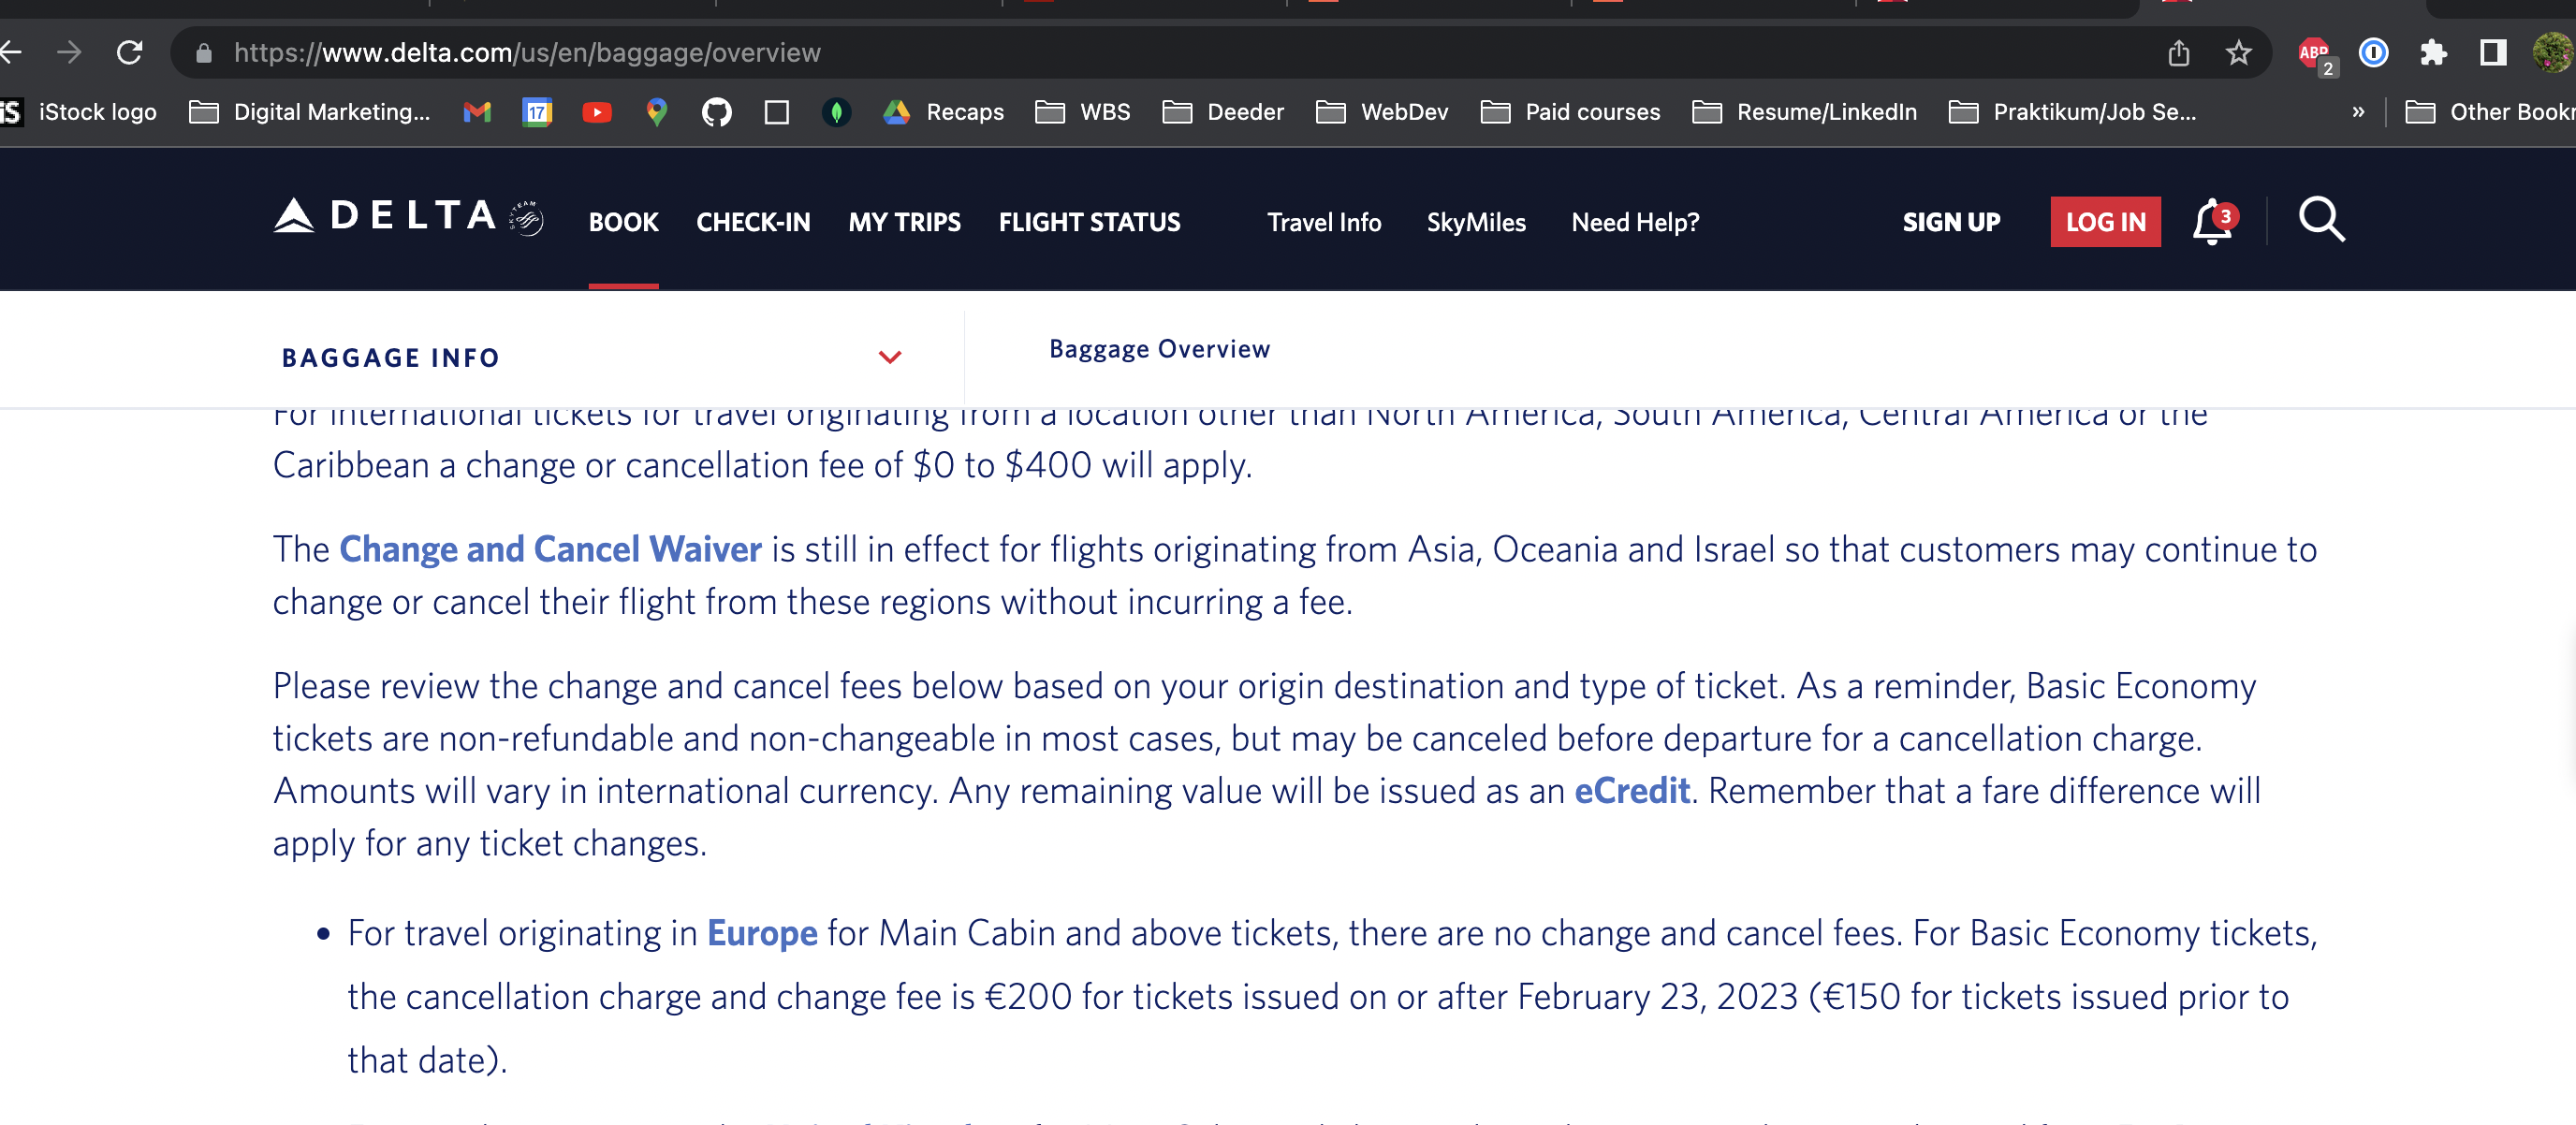 https://www.delta.com/us/en/baggage/overview
ABP
2
iS iStock logo Digital Marketing... 17 Recaps WBS Deeder WebDev Paid courses Resume/LinkedIn Praktikum/Job Se... » Other Bookr
DELTA SKYTEAM BOOK CHECK-IN MY TRIPS FLIGHT STATUS Travel Info SkyMiles Need Help? SIGN UP LOG IN 3
BAGGAGE INFO Baggage Overview
For international tickets for travel originating from a location other than North America, South America, Central America or the
Caribbean a change or cancellation fee of $0 to $400 will apply.
The Change and Cancel Waiver is still in effect for flights originating from Asia, Oceania and Israel so that customers may continue to
change or cancel their flight from these regions without incurring a fee.
Please review the change and cancel fees below based on your origin destination and type of ticket. As a reminder, Basic Economy
tickets are non-refundable and non-changeable in most cases, but may be canceled before departure for a cancellation charge.
Amounts will vary in international currency. Any remaining value will be issued as an eCredit. Remember that a fare difference will
apply for any ticket changes.
• For travel originating in Europe for Main Cabin and above tickets, there are no change and cancel fees. For Basic Economy tickets,
the cancellation charge and change fee is €200 for tickets issued on or after February 23, 2023 (€150 for tickets issued prior to
that date).